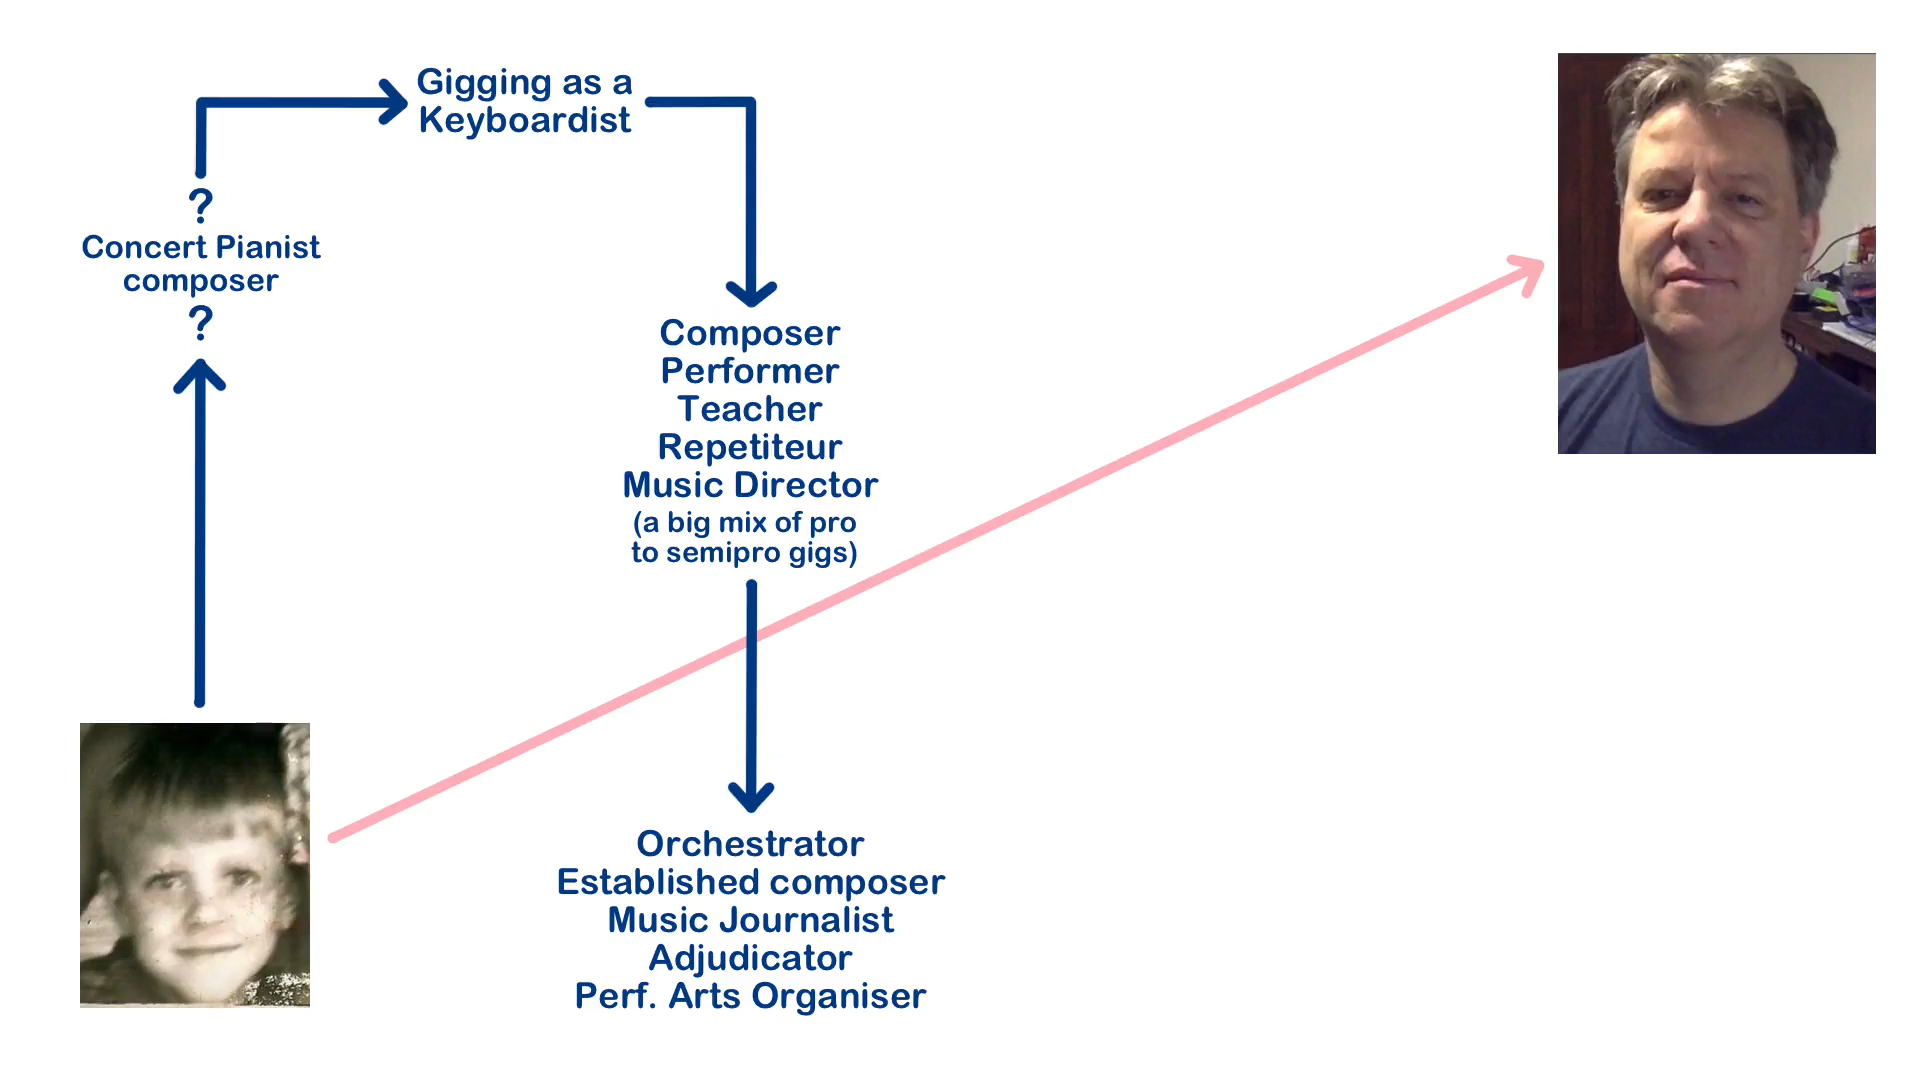 Gigging as a
Keyboardist
?
Concert Pianist
composer
?
Composer
Performer
Teacher
Repetiteur
Music Director
(a big mix of pro
to semipro gigs)
Orchestrator
Established composer
Music Journalist
Adjudicator
Perf. Arts Organiser